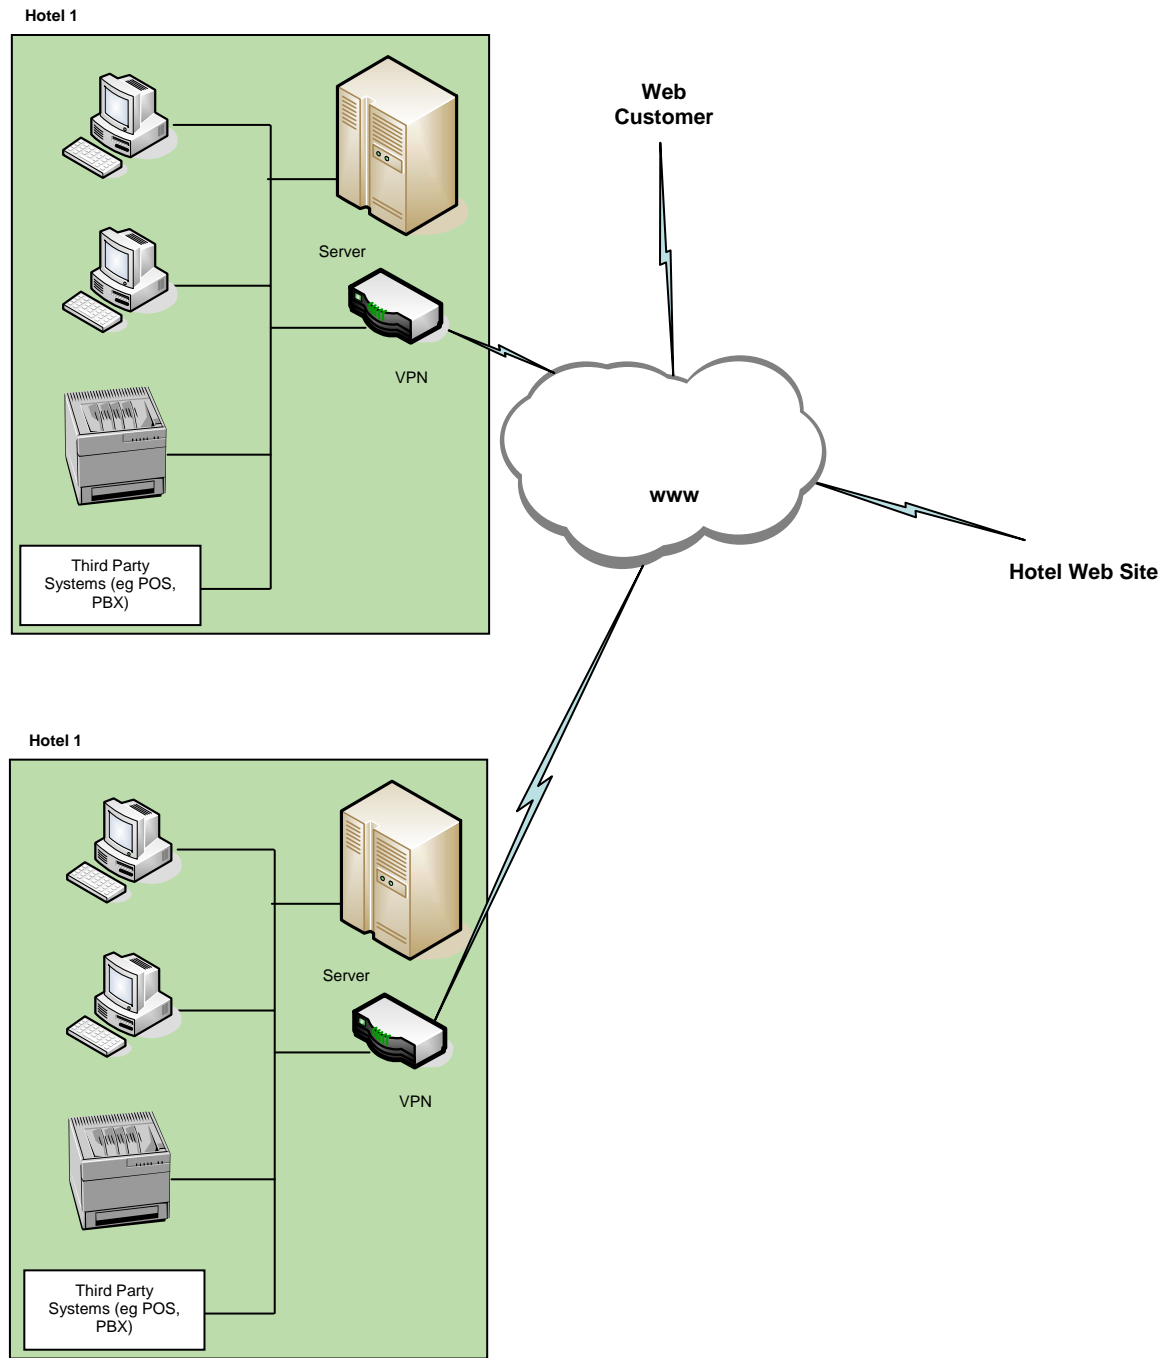 Hotel 1
Web
Customer
Server
VPN
www
Third Party
Systems (eg POS,
PBX)
Hotel Web Site
Hotel 1
Server
VPN
Third Party
Systems (eg POS,
PBX)